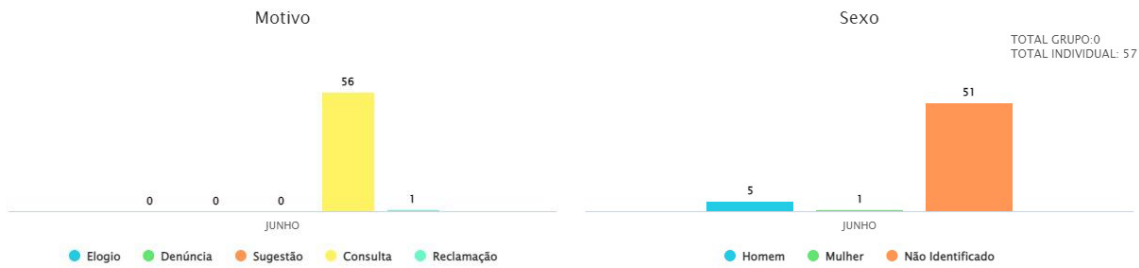 Motivo
56
0
0
0
1
JUNHO
Elogio
Denúncia
Sugestão
Consulta
Reclamação
Sexo
TOTAL GRUPO:0
TOTAL INDIVIDUAL: 57
51
5
1
JUNHO
Homem
Mulher
Não Identificado